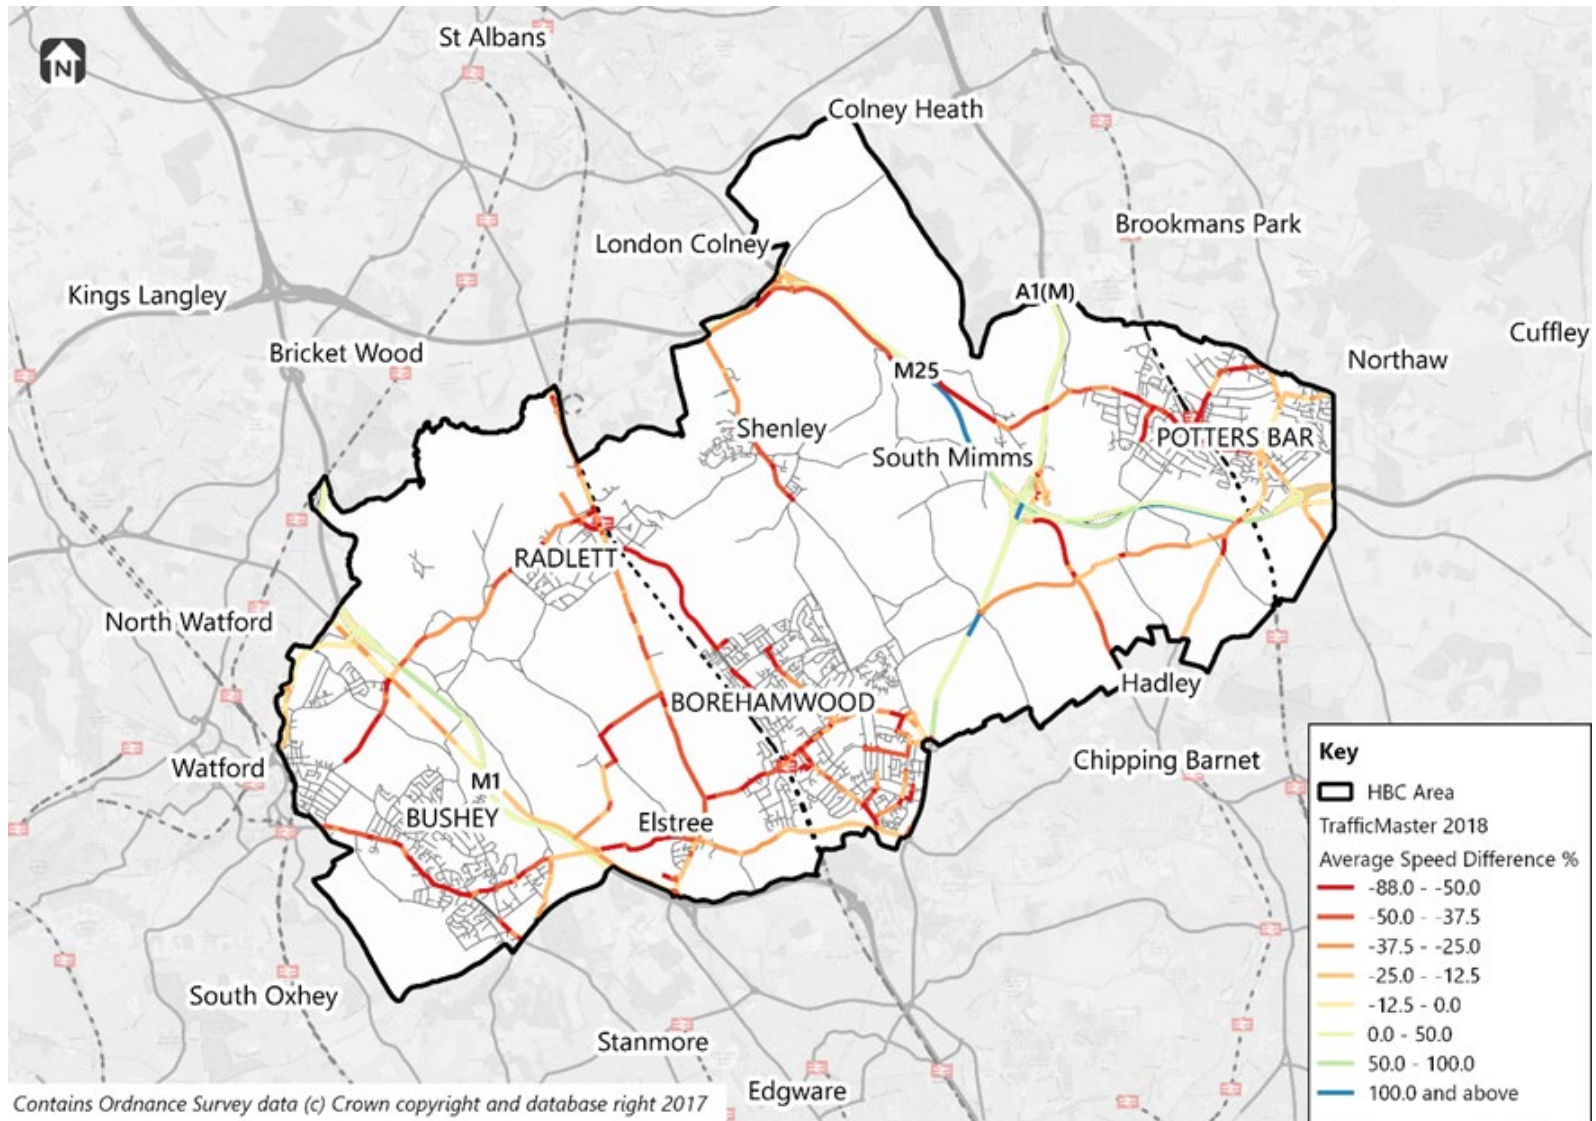 St Albans
N
Colney Heath
Brookmans Park
London Colney
A1(M)
Kings Langley
Cuffley
Bricket Wood
Northaw
M25
Shenley
POTTERS BAR
South Mimms
RADLETT
North Watford
Hadley
BOREHAMWOOD
Chipping Barnet
Watford
M1
BUSHEY
Elstree
South Oxhey
Stanmore
Edgware
Key
HBC Area
TrafficMaster 2018
Average Speed Difference %
-88.0 - -50.0
-50.0 - -37.5
-37.5 - -25.0
-25.0 - -12.5
-12.5 - 0.0
0.0 - 50.0
50.0 - 100.0
100.0 and above
Contains Ordnance Survey data (c) Crown copyright and database right 2017